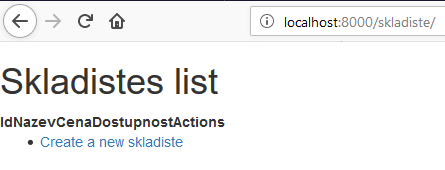 localhost:8000/skladiste/
Skladistes list
IdNazevCenaDostupnostActions
Create a new skladiste